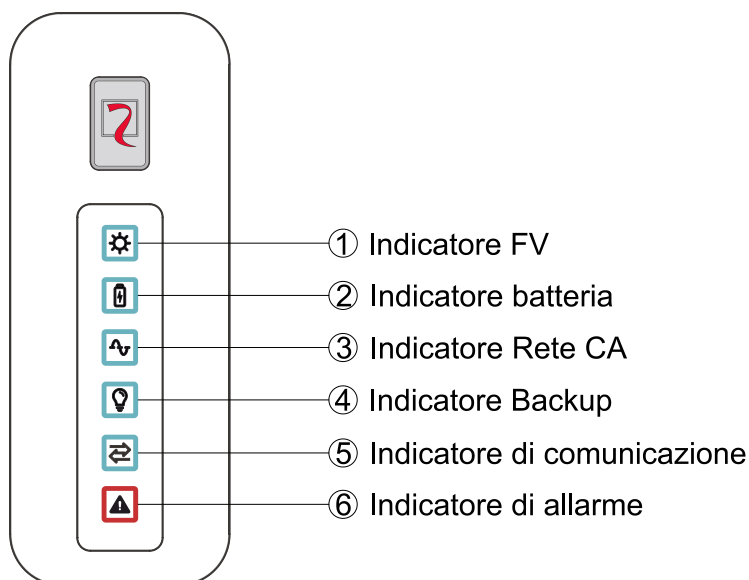 ① Indicatore FV
② Indicatore batteria
③ Indicatore Rete CA
④ Indicatore Backup
⑤ Indicatore di comunicazione
⑥ Indicatore di allarme